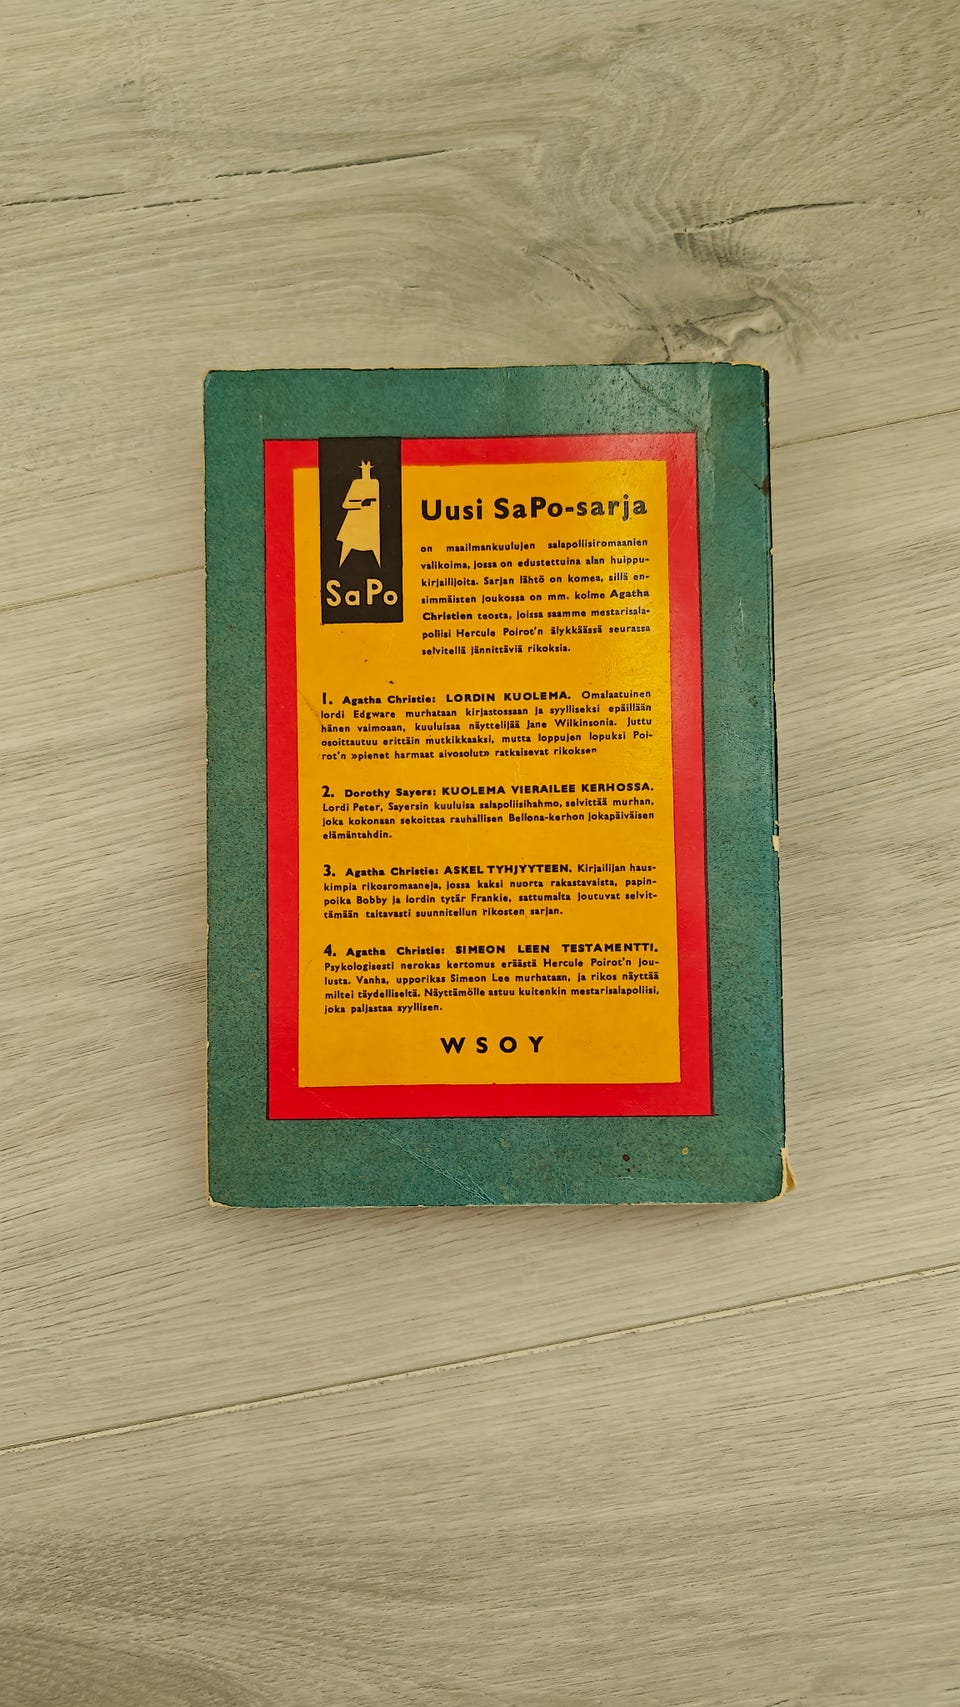 SaPo
Uusi SaPo-sarja
on maailmankuulujen salapoliisiromaanien
valikoima, jossa on edustettuina alan huippu-
kirjailijoita. Sarjan lähtö on komea, sillä en-
simmäisten joukossa on mm. kolme Agatha
Christien teosta, joissa saamme mestarisala-
poliisi Hercule Poirot'n älykkäässä seurassa
selvitellä jännittäviä rikoksia.
1. Agatha Christie: LORDIN KUOLEMA. Omalaatuinen
lordi Edgware murhataan kirjastossaan ja syylliseksi epäillään
hänen vaimoaan, kuuluisaa näyttelijää Jane Wilkinsonia. Juttu
osoittautuu erittäin mutkikkaaksi, mutta loppujen lopuksi Poi-
rot'n »pienet harmaat aivosolut» ratkaisevat rikoksen
2. Dorothy Sayers: KUOLEMA VIERAILEE KERHOSSA.
Lordi Peter, Sayersin kuuluisa salapoliisihahmo, selvittää murhan,
joka kokonaan sekoittaa rauhallisen Bellona-kerhon jokapäiväisen
elämäntahdin.
3. Agatha Christie: ASKEL TYHJYYTEEN. Kirjailijan haus-
kimpia rikosromaaneja, jossa kaksi nuorta rakastavaista, papin-
poika Bobby ja lordin tytär Frankie, sattumalta joutuvat selvit-
tämään taitavasti suunnitellun rikosten sarjan.
4. Agatha Christie: SIMEON LEEN TESTAMENTTI.
Psykologisesti nerokas kertomus eräästä Hercule Poirot'n jou-
lusta. Vanha, upporikas Simeon Lee murhataan, ja rikos näyttää
miltei täydelliseltä. Näyttämölle astuu kuitenkin mestarisalapoliisi,
joka paljastaa syyllisen.
WSOY